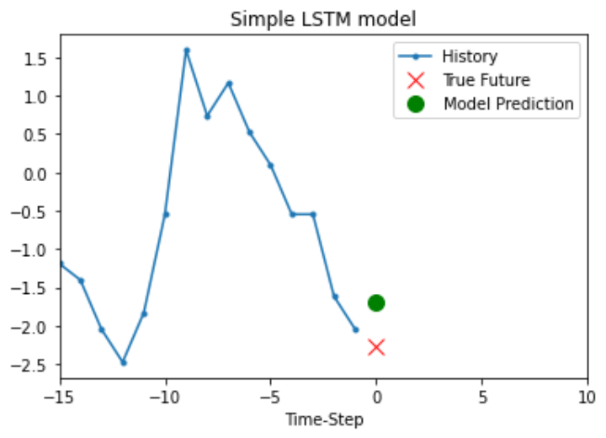 Simple LSTM model
History
True Future
Model Prediction
1.5
1.0
0.5
0.0
−0.5
−1.0
−1.5
−2.0
−2.5
−15 −10 −5 0 5 10
Time-Step